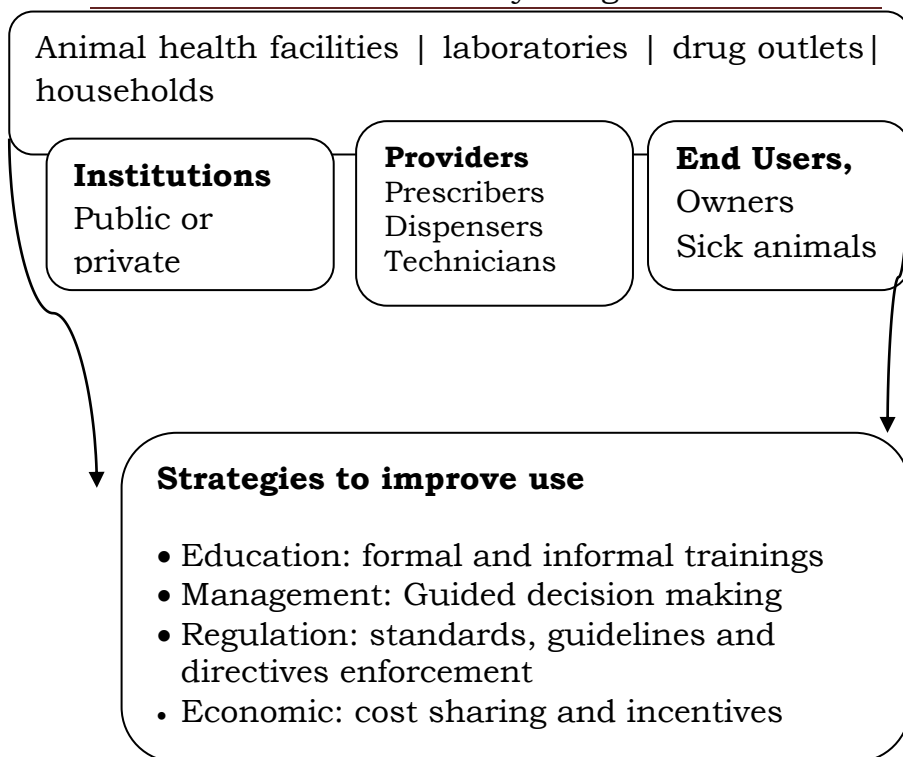 Animal health facilities | laboratories | drug outlets|
households
Institutions
Public or
private
Providers
Prescribers
Dispensers
Technicians
End Users,
Owners
Sick animals
Strategies to improve use
• Education: formal and informal trainings
• Management: Guided decision making
• Regulation: standards, guidelines and
directives enforcement
• Economic: cost sharing and incentives